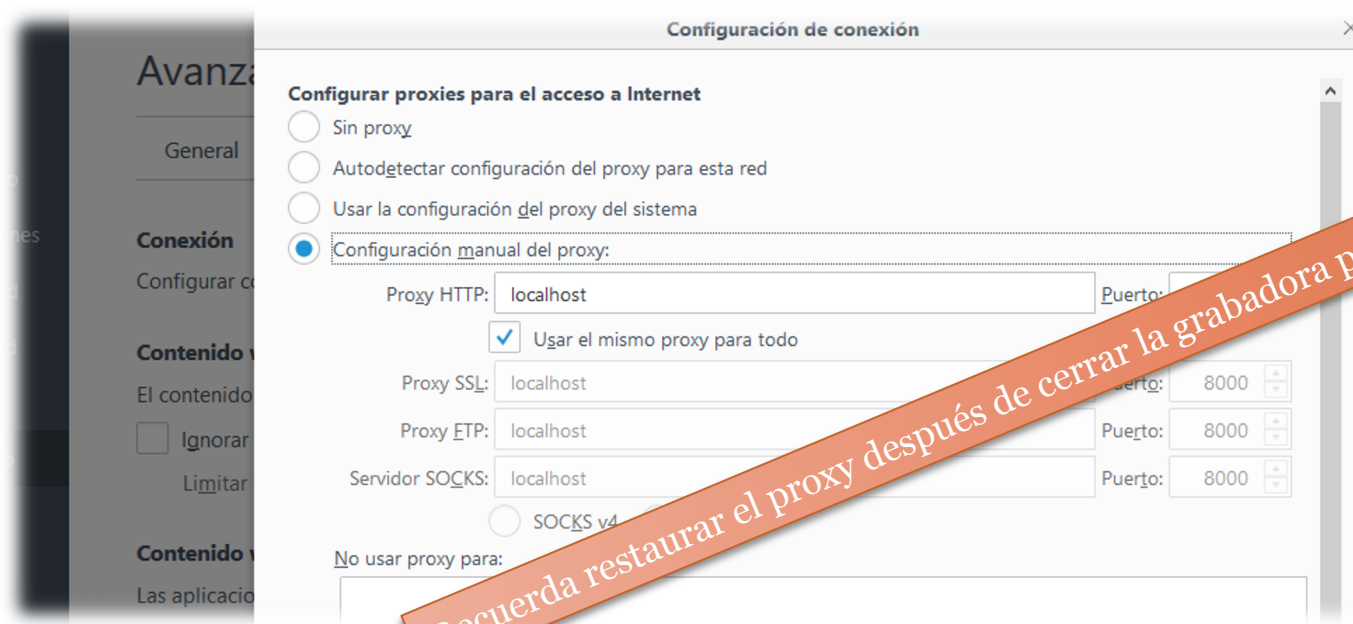 Configuración de conexión
Avanza
Configurar proxies para el acceso a Internet
Sin proxy
General
Autodetectar configuración del proxy para esta red
Usar la configuración del proxy del sistema
nes
Conexión
Configuración manual del proxy:
Configurar co
Proxy HTTP: localhost Puerto:
Usar el mismo proxy para todo
Contenido
Proxy SSL: localhost Puerto: 8000
El contenido
Proxy FTP: localhost Puerto: 8000
Ignorar
Servidor SOCKS: localhost Puerto: 8000
Limitar
SOCKS v4
Contenido
No usar proxy para:
Las aplicacio
Recuerda restaurar el proxy después de cerrar la grabadora p